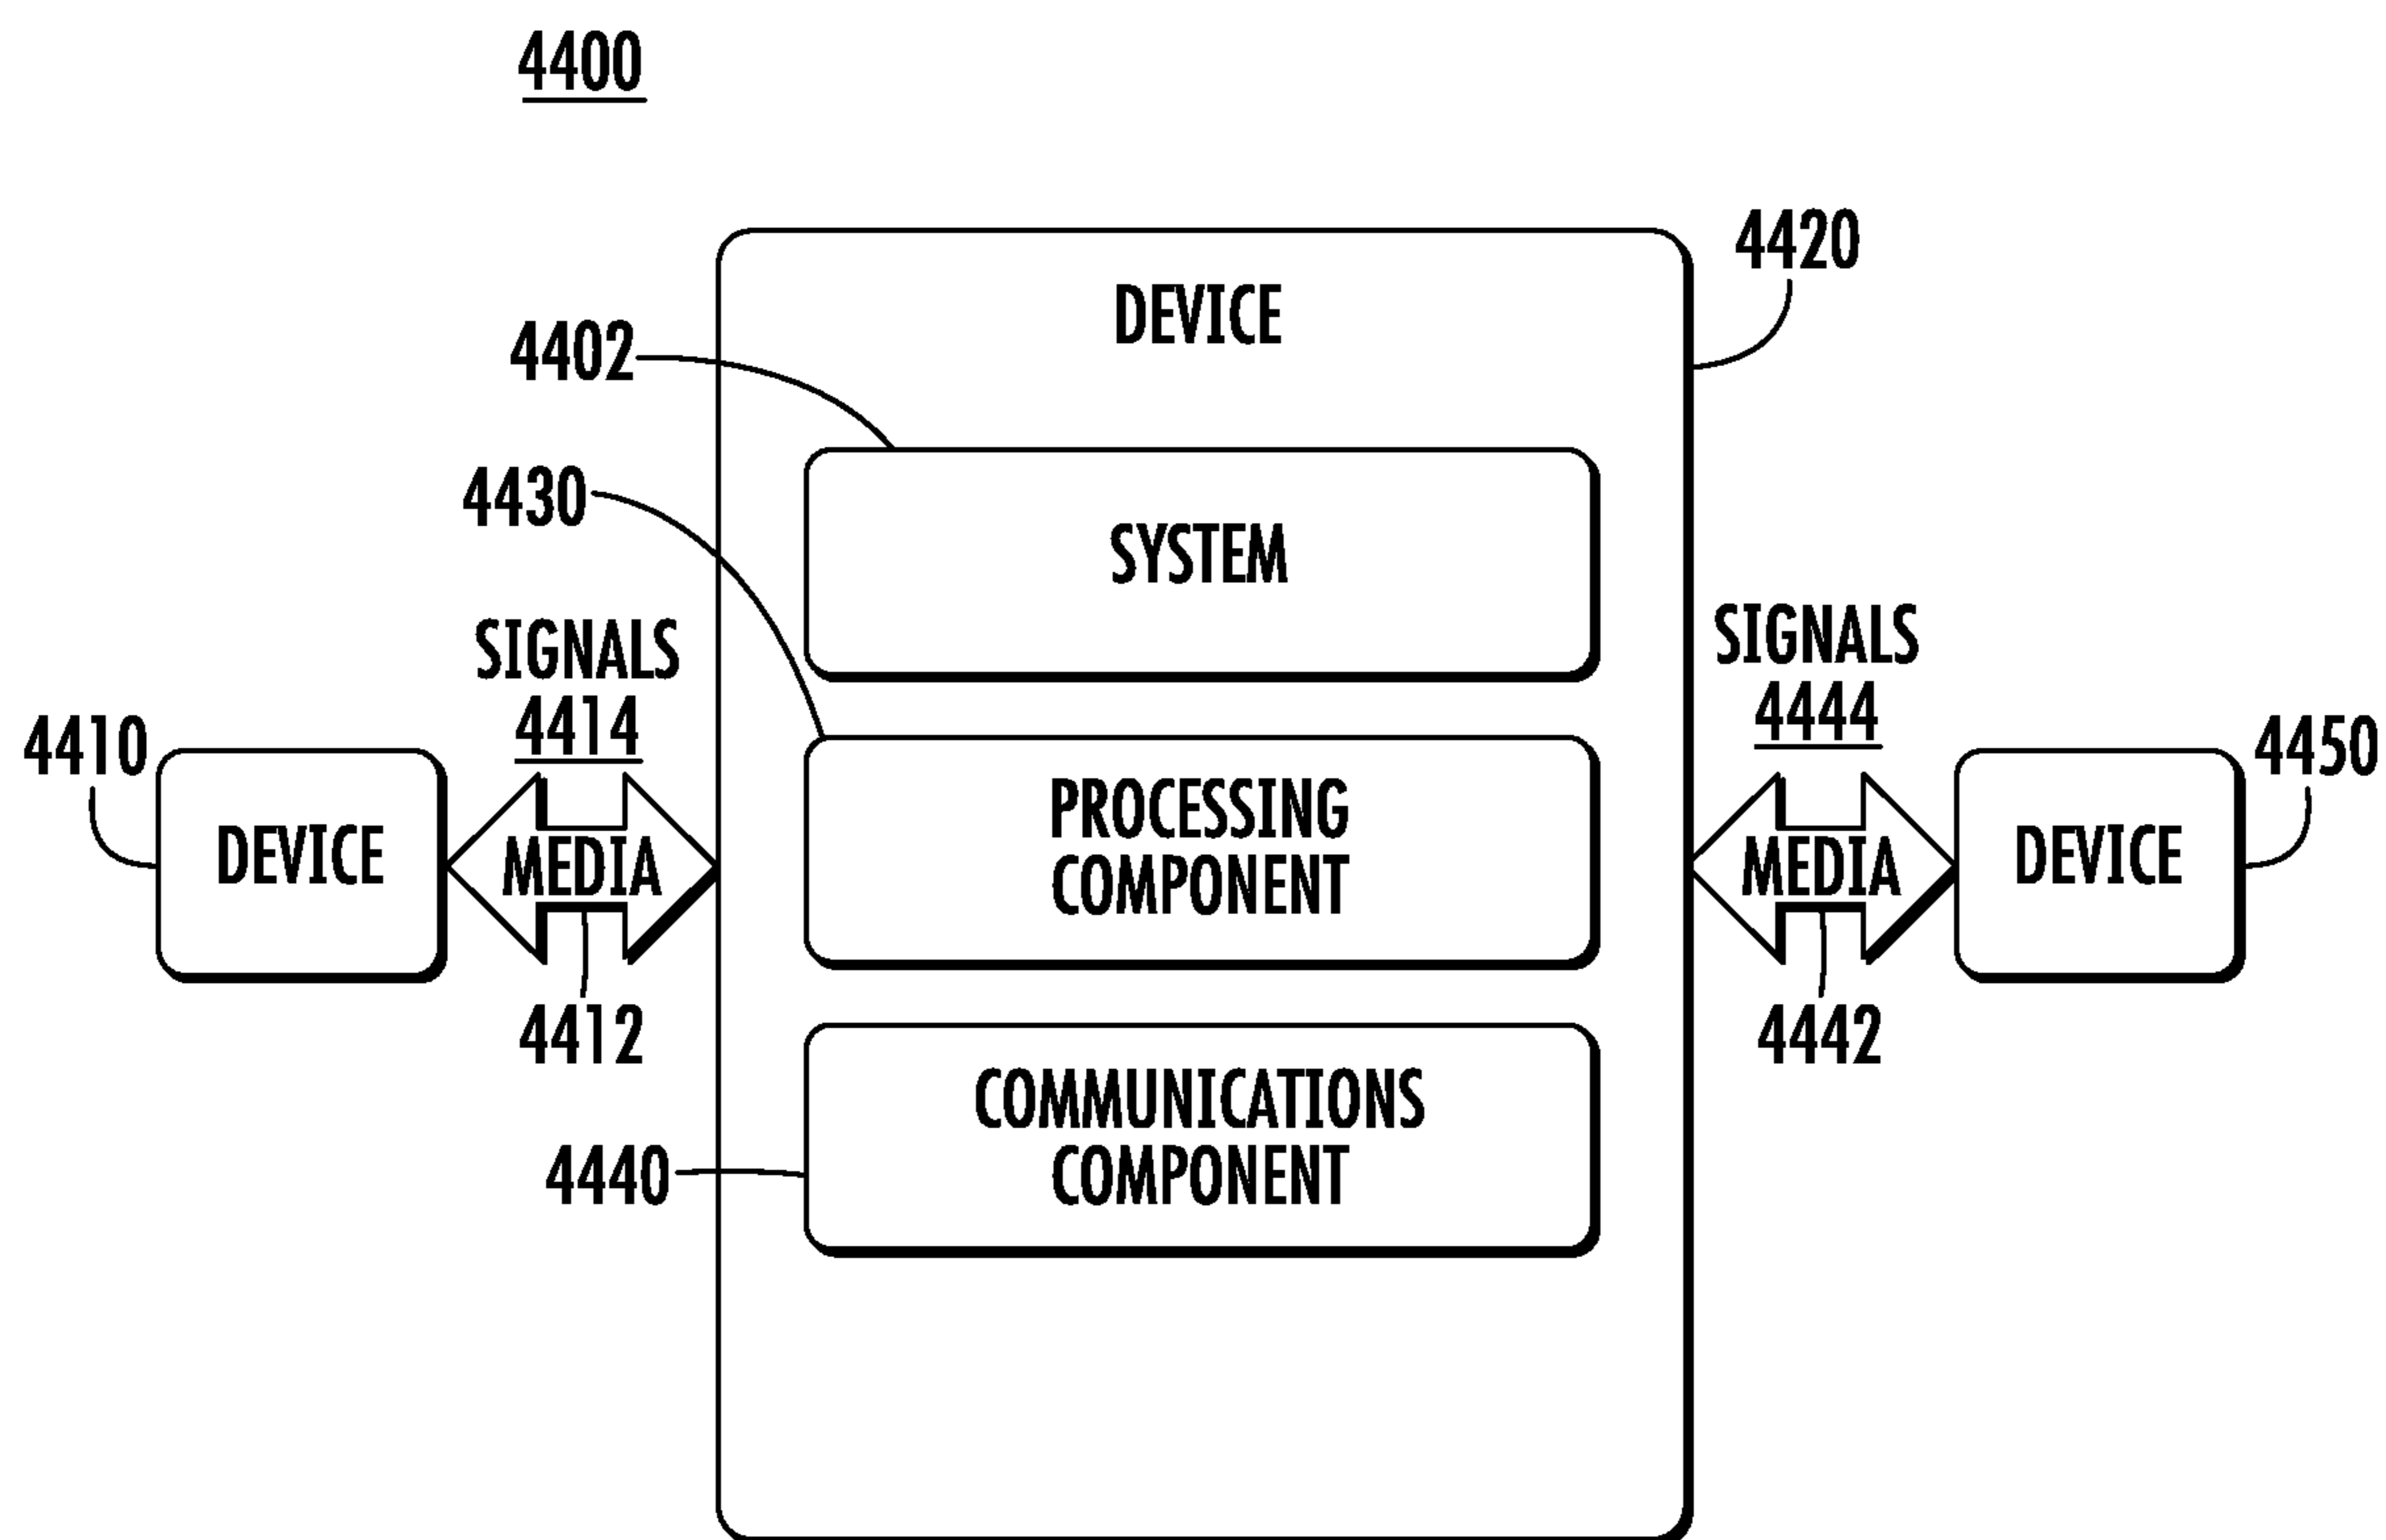 4400
4420
DEVICE
4402
4430
SYSTEM
SIGNALS
4414
SIGNALS
4444
4410
4450
DEVICE
MEDIA
PROCESSING
COMPONENT
MEDIA
DEVICE
4412
4442
COMMUNICATIONS
COMPONENT
4440